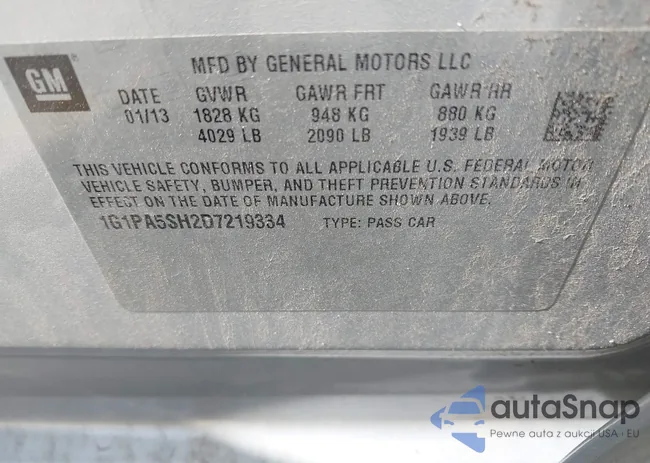 GM
MFD BY GENERAL MOTORS LLC
DATE GVWR GAWR FRT GAWR RR
01/13 1828 KG 948 KG 880 KG
4029 LB 2090 LB 1939 LB
THIS VEHICLE CONFORMS TO ALL APPLICABLE U.S. FEDERAL MOTOR
VEHICLE SAFETY, BUMPER, AND THEFT PREVENTION STANDARDS IN
EFFECT ON THE DATE OF MANUFACTURE SHOWN ABOVE.
1G1PA5SH2D7219334 TYPE: PASS CAR
autoSnap
Pewne auta z aukcji USA - EU